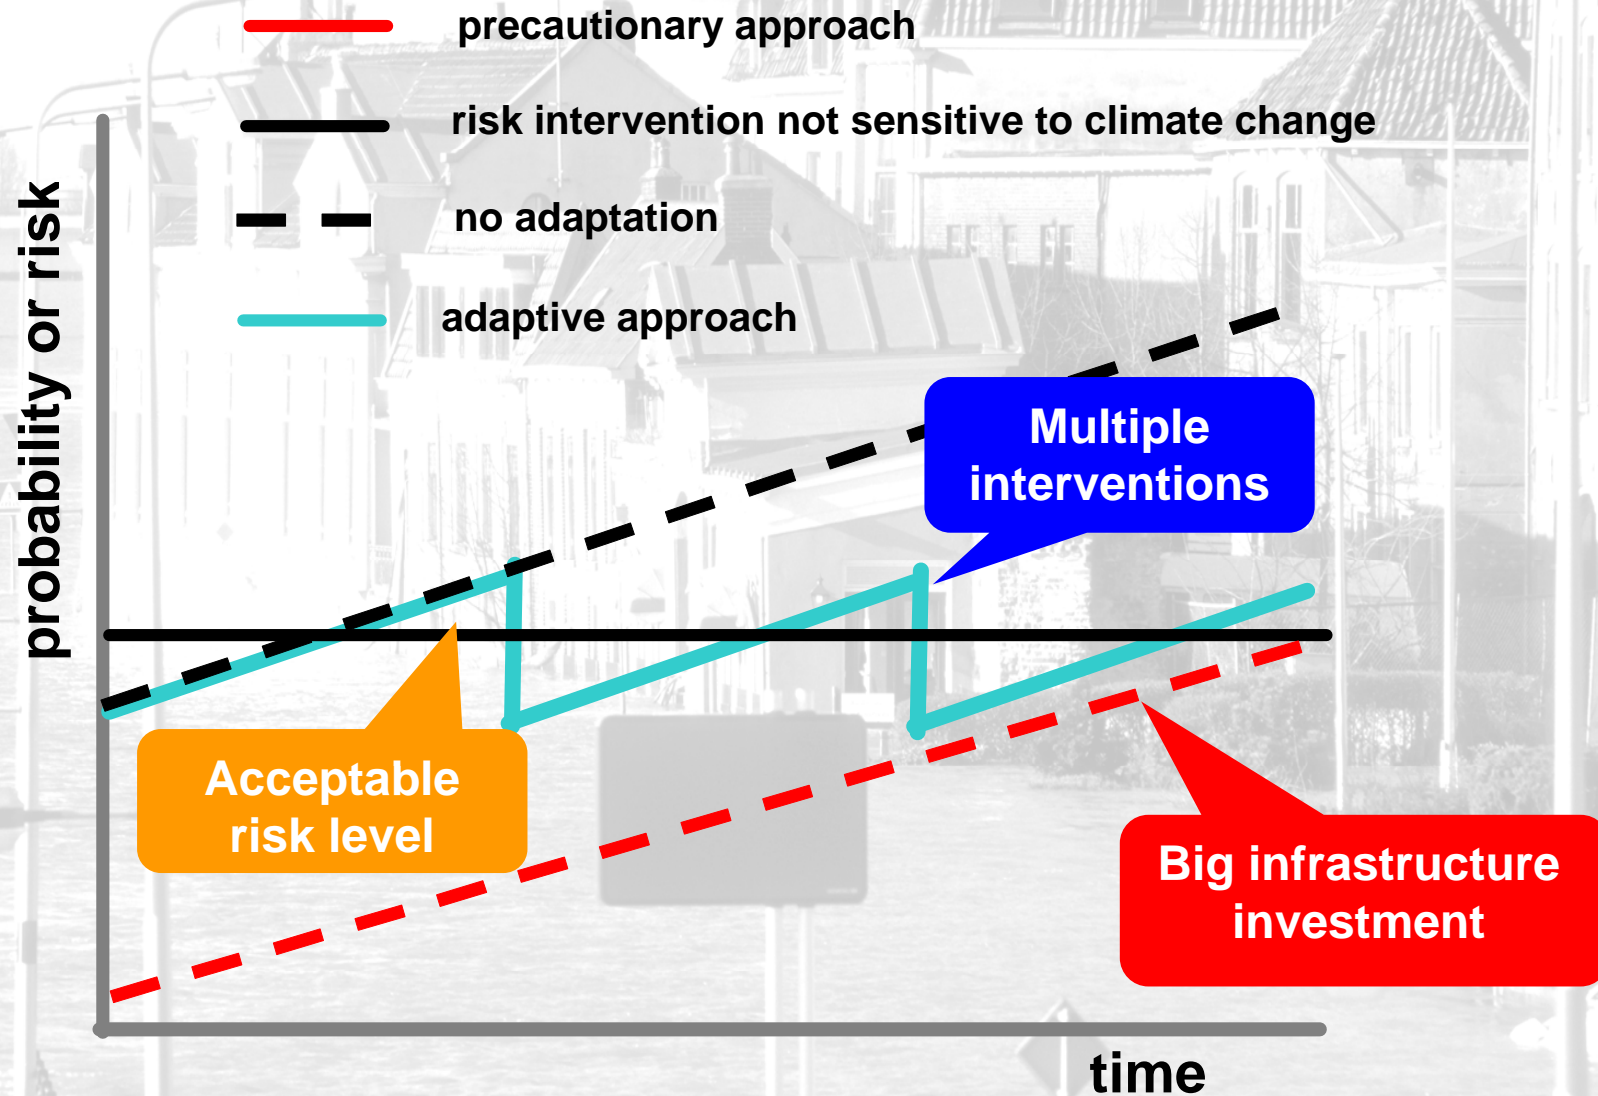 precautionary approach
risk intervention not sensitive to climate change
no adaptation
adaptive approach
probability or risk
Multiple
interventions
Acceptable
risk level
Big infrastructure
investment
time